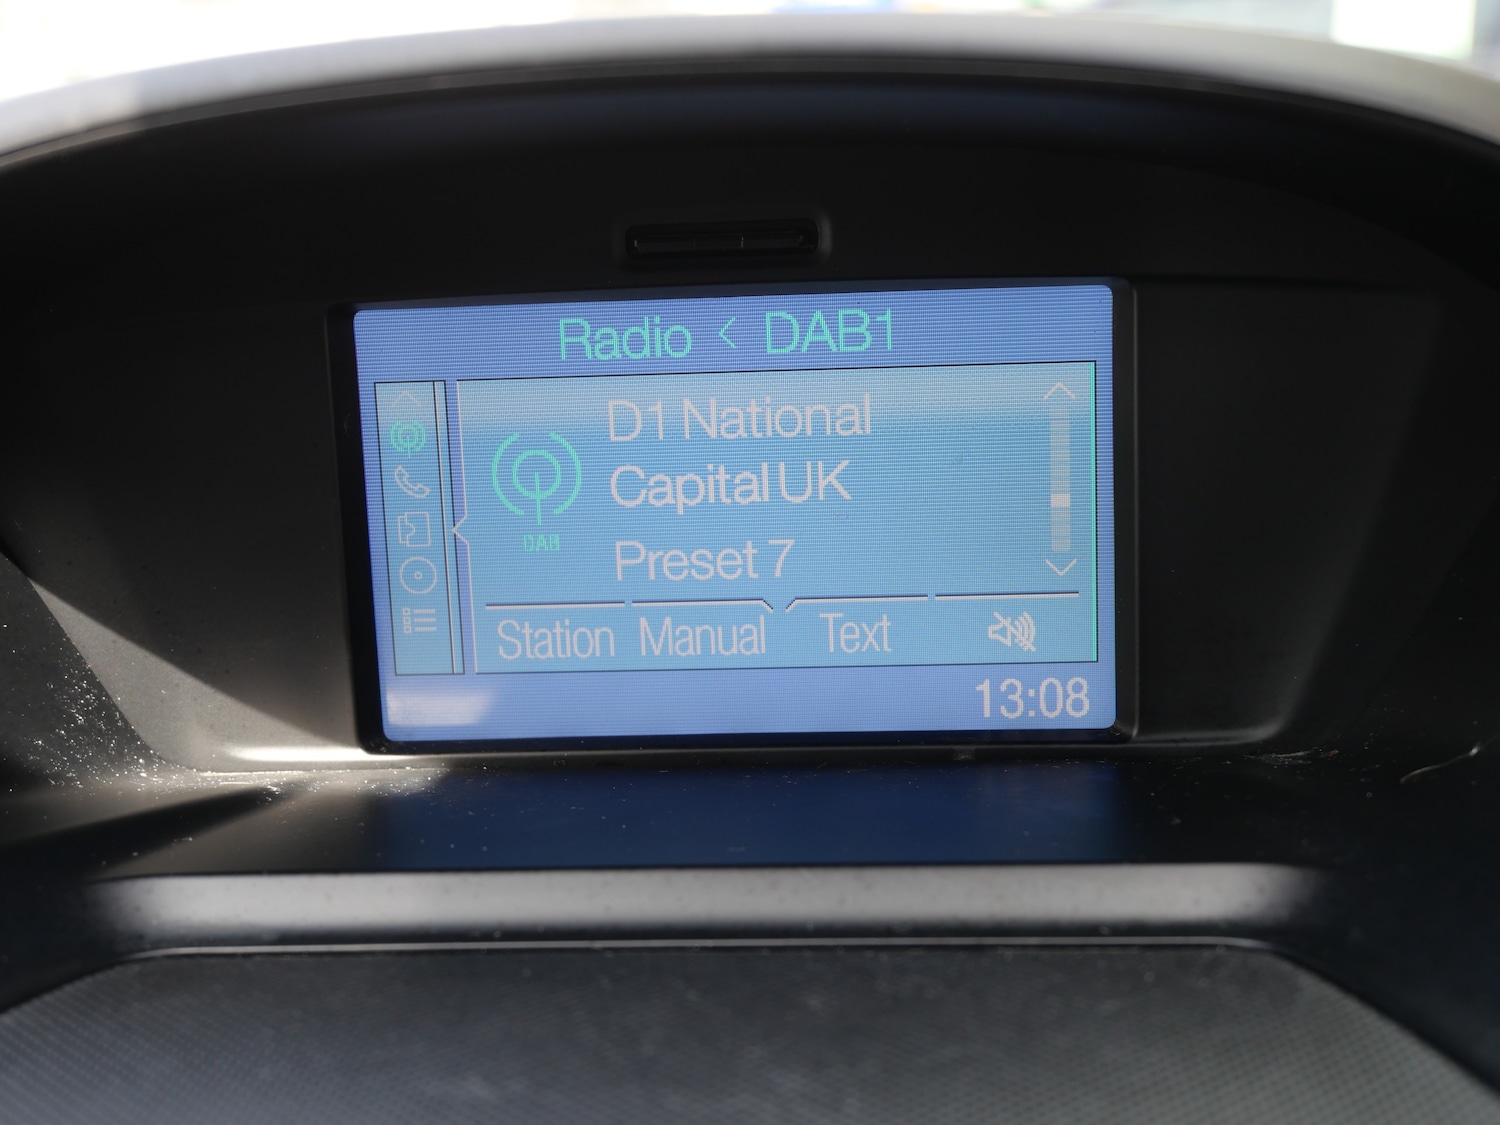 Radio < DAB1
D1 National
Capital UK
DAB
Preset 7
Station Manual Text
13:08